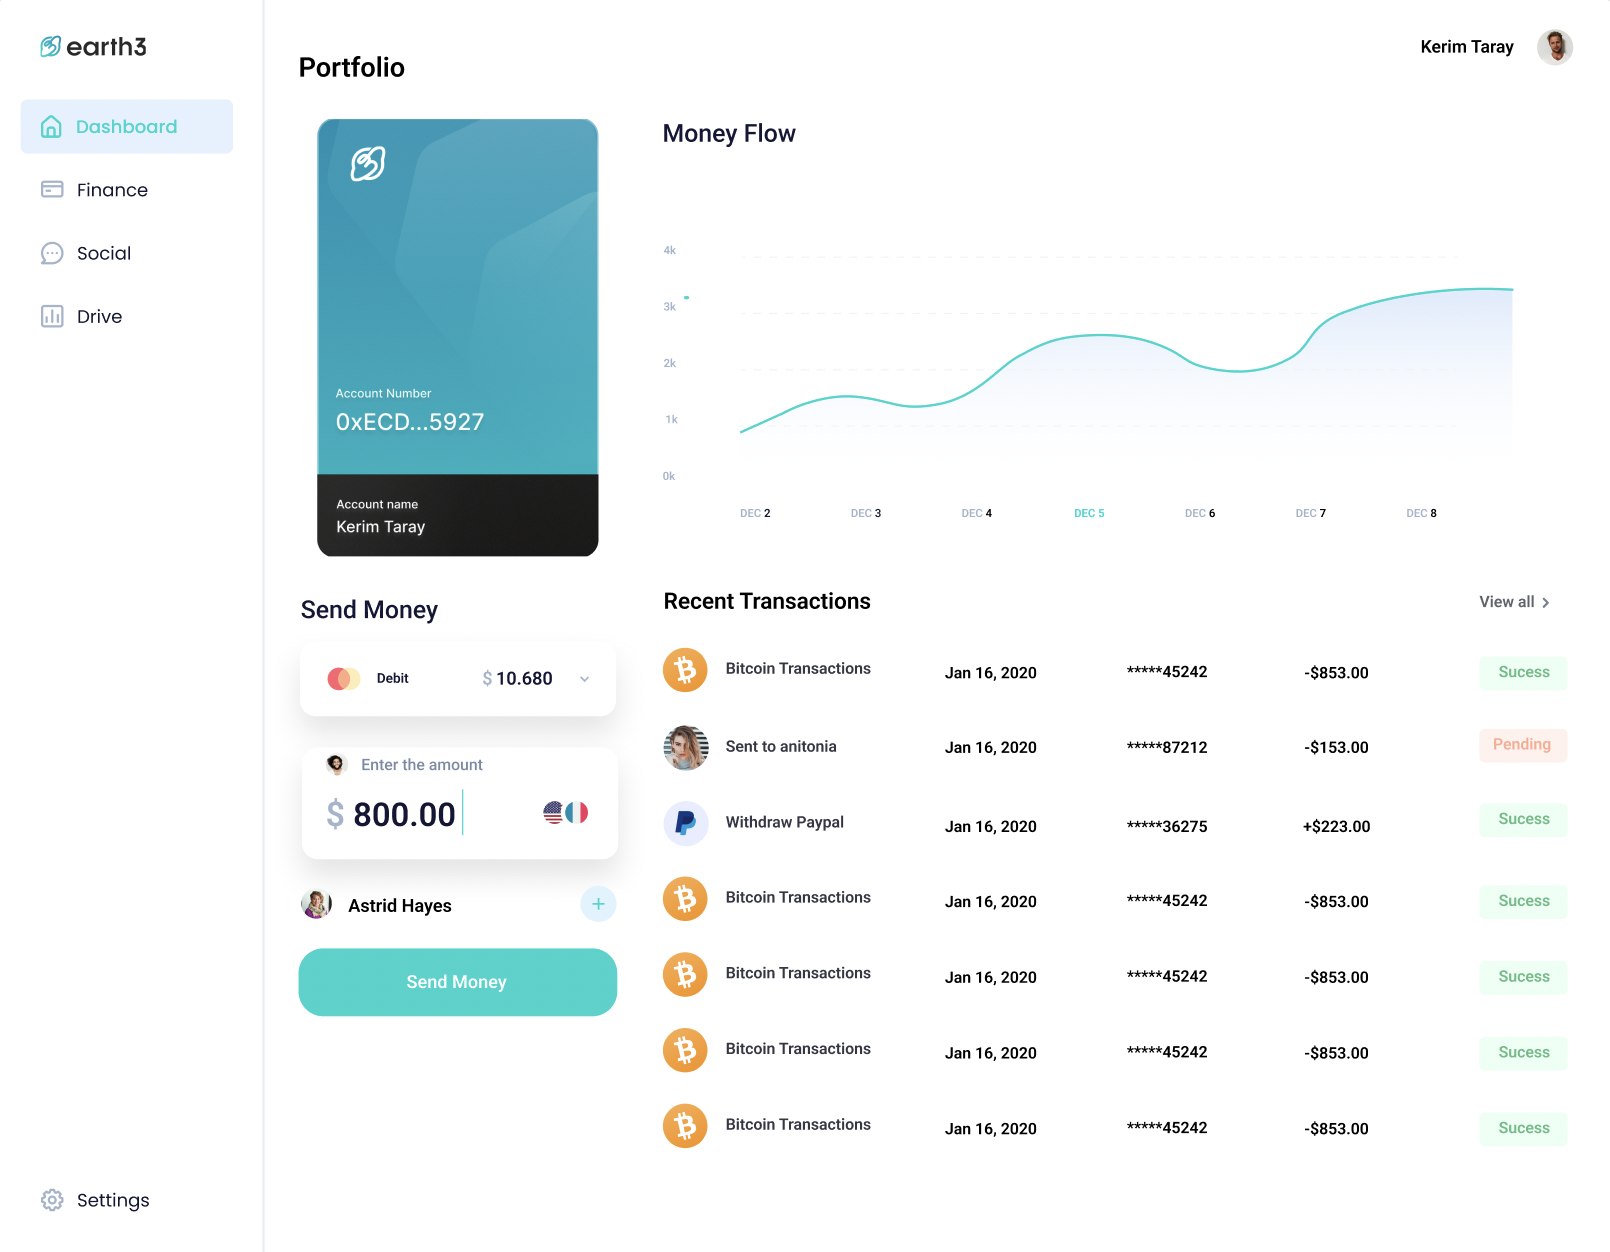 earth3
Dashboard
Finance
Social
Drive
Settings
Portfolio
Kerim Taray
Account Number
0xECD...5927
Account name
Kerim Taray
Money Flow
4k
3k
2k
1k
0k
DEC 2 DEC 3 DEC 4 DEC 5 DEC 6 DEC 7 DEC 8
Send Money
Debit $ 10.680
Enter the amount
$ 800.00
Astrid Hayes +
Send Money
Recent Transactions View all
Bitcoin Transactions Jan 16, 2020 *****45242 -$853.00 Sucess
Sent to anitonia Jan 16, 2020 *****87212 -$153.00 Pending
Withdraw Paypal Jan 16, 2020 *****36275 +$223.00 Sucess
Bitcoin Transactions Jan 16, 2020 *****45242 -$853.00 Sucess
Bitcoin Transactions Jan 16, 2020 *****45242 -$853.00 Sucess
Bitcoin Transactions Jan 16, 2020 *****45242 -$853.00 Sucess
Bitcoin Transactions Jan 16, 2020 *****45242 -$853.00 Sucess